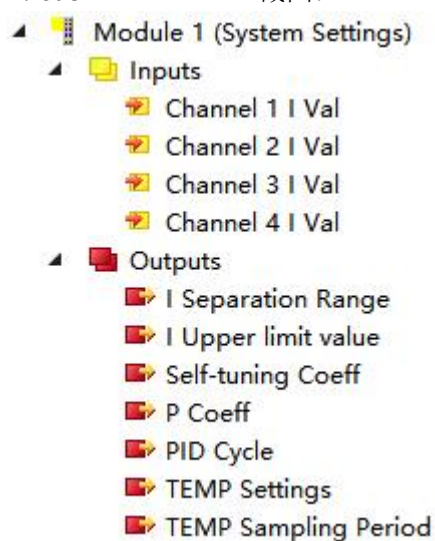 Module 1 (System Settings)
Inputs
Channel 1 I Val
Channel 2 I Val
Channel 3 I Val
Channel 4 I Val
Outputs
I Separation Range
I Upper limit value
Self-tuning Coeff
P Coeff
PID Cycle
TEMP Settings
TEMP Sampling Period